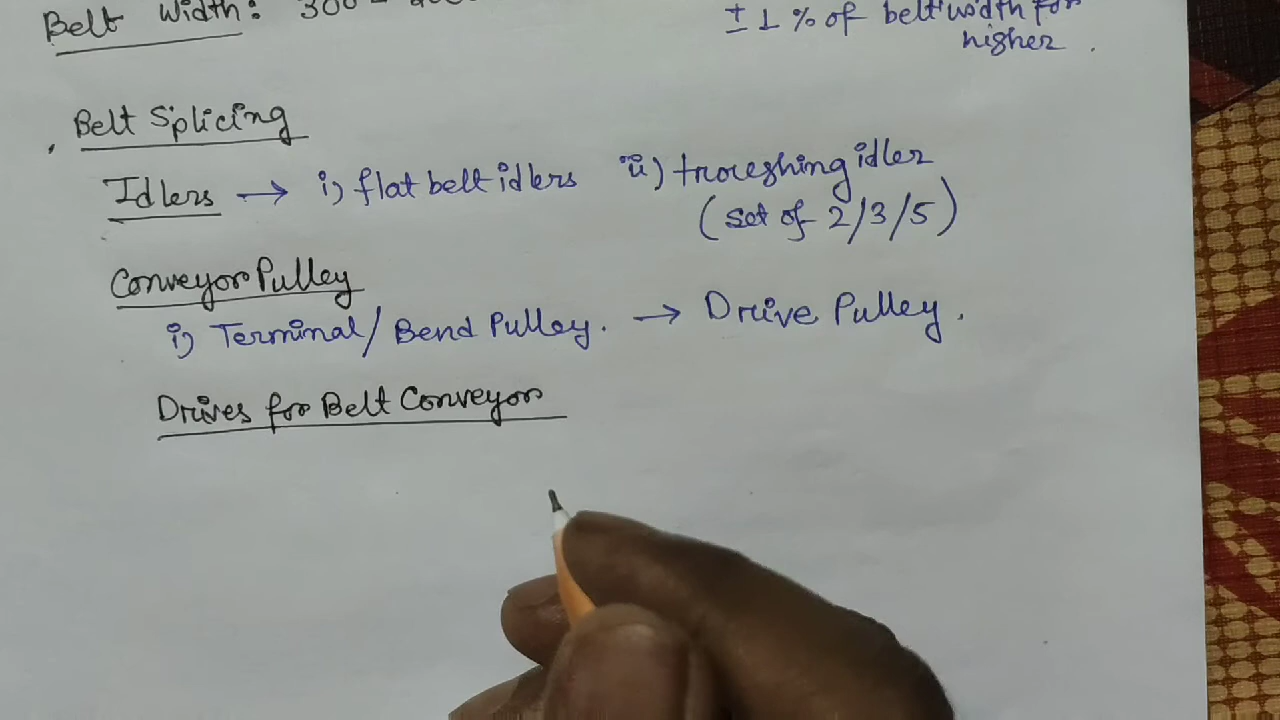 Belt Width: 300 -
± 1 % of belt width for
higher .
Belt Splicing
Idlers → i) flat belt idlers ii) troughing idler
(set of 2/3/5)
Conveyor Pulley
i) Terminal/ Bend Pulley. → Drive Pulley.
Drives for Belt Conveyor